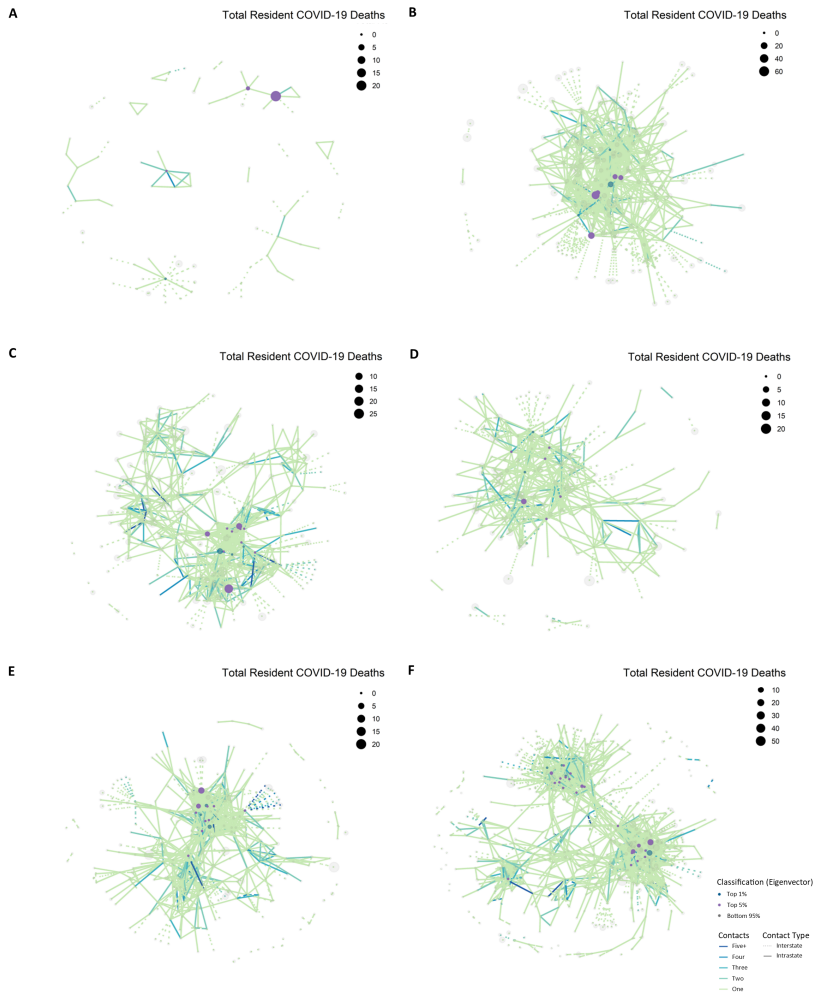 A
Total Resident COVID-19 Deaths
0
5
10
15
20
B
Total Resident COVID-19 Deaths
0
20
40
60
C
Total Resident COVID-19 Deaths
10
15
20
25
D
Total Resident COVID-19 Deaths
0
5
10
15
20
E
Total Resident COVID-19 Deaths
0
5
10
15
20
F
Total Resident COVID-19 Deaths
10
20
30
40
50
Classification (Eigenvector)
Top 1%
Top 5%
Bottom 95%
Contacts Contact Type
Five+ Interstate
Four Intrastate
Three
Two
One